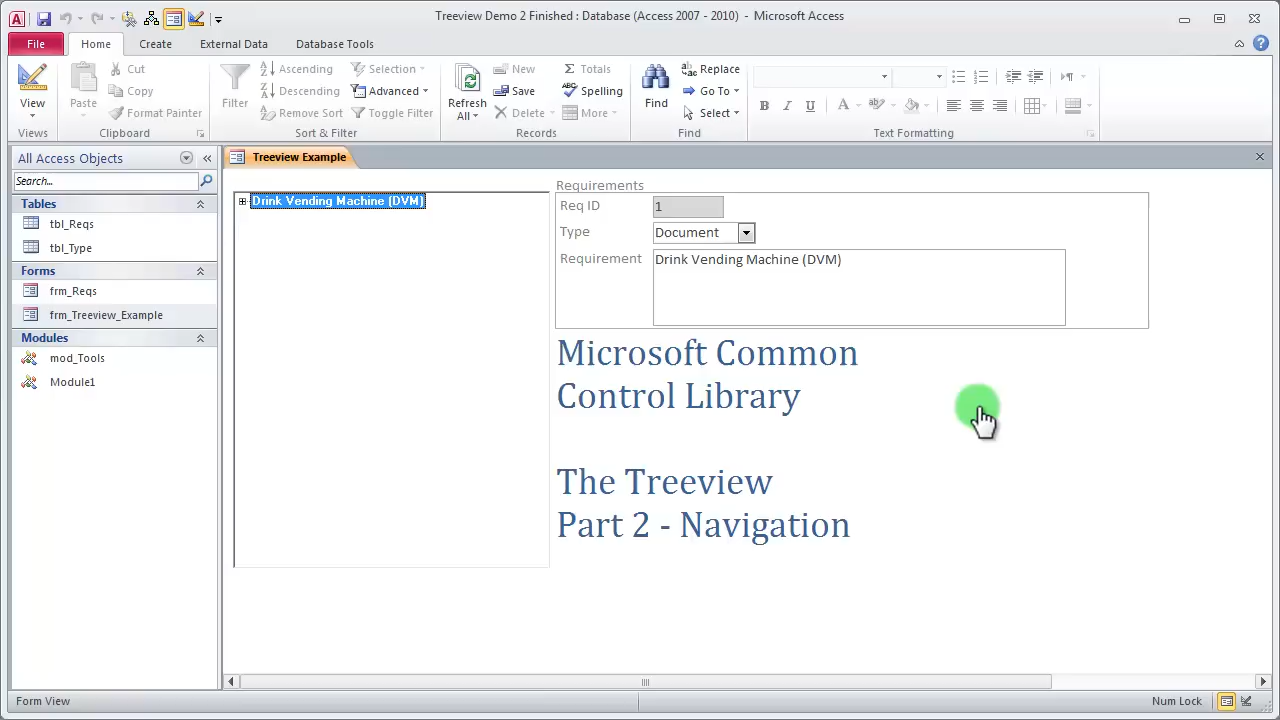 Treeview Demo 2 Finished : Database (Access 2007 - 2010) - Microsoft Access
File Home Create External Data Database Tools
View
Views
Paste
Cut
Copy
Format Painter
Clipboard
Filter
Ascending
Descending
Remove Sort
Selection
Advanced
Toggle Filter
Sort & Filter
Refresh
All
New
Save
Delete
Totals
Spelling
More
Records
Find
Replace
Go To
Select
Find
B I U A ab
Text Formatting
All Access Objects
Search...
Tables
tbl_Reqs
tbl_Type
Forms
frm_Reqs
frm_Treeview_Example
Modules
mod_Tools
Module1
Treeview Example
Drink Vending Machine (DVM)
Requirements
Req ID 1
Type Document
Requirement Drink Vending Machine (DVM)
Microsoft Common
Control Library
The Treeview
Part 2 - Navigation
Form View
Num Lock